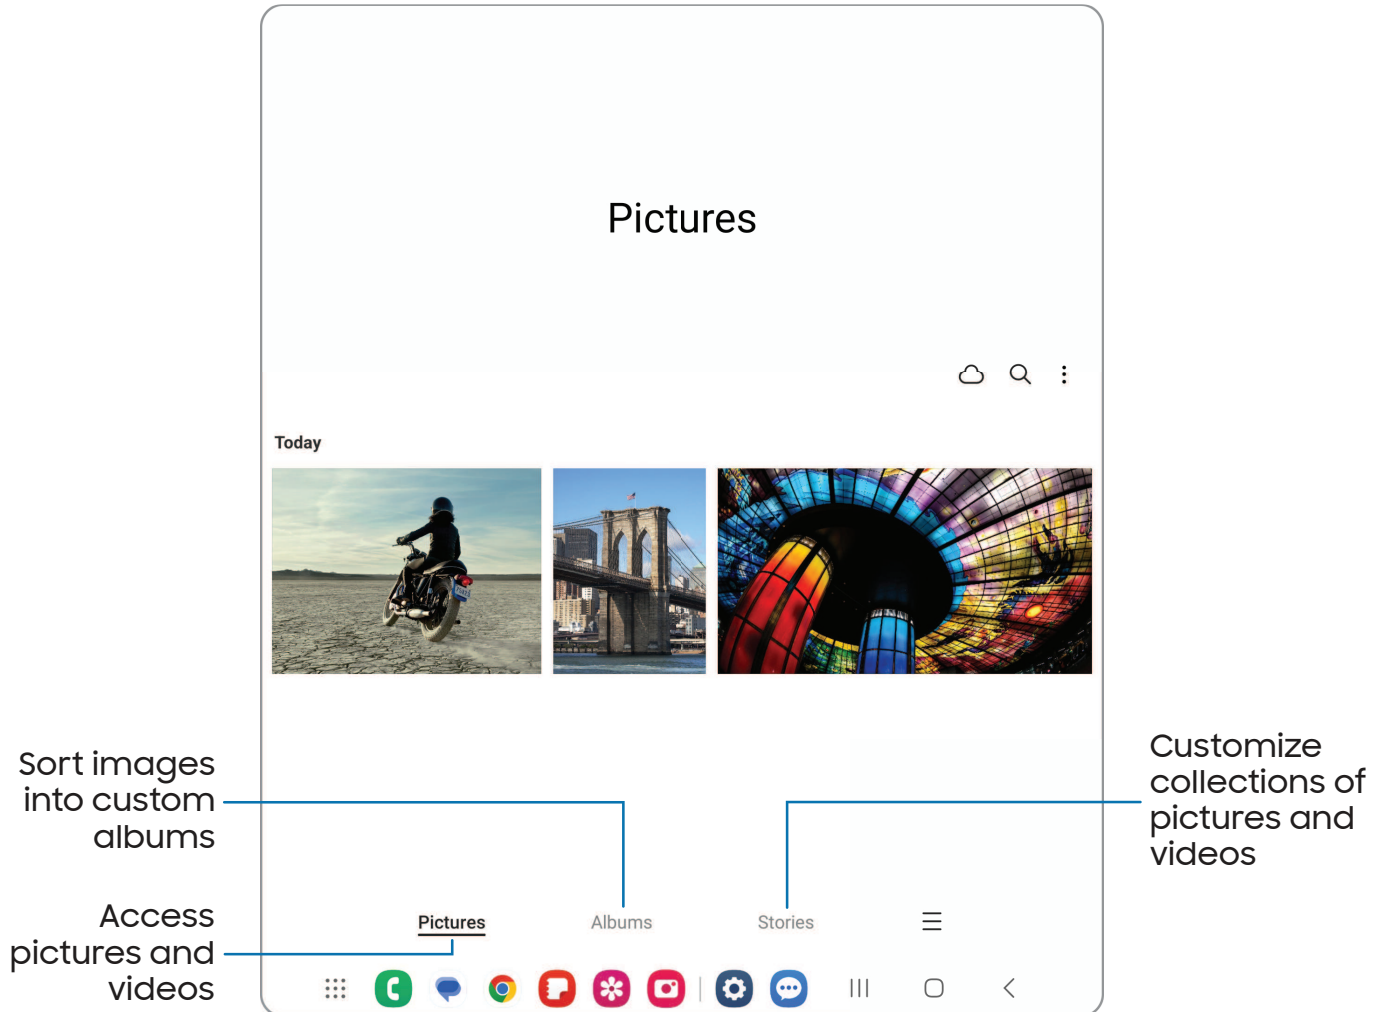 Pictures
Today
Sort images
into custom
albums
Customize
collections of
pictures and
videos
Access
pictures and
videos
Pictures
Albums
Stories